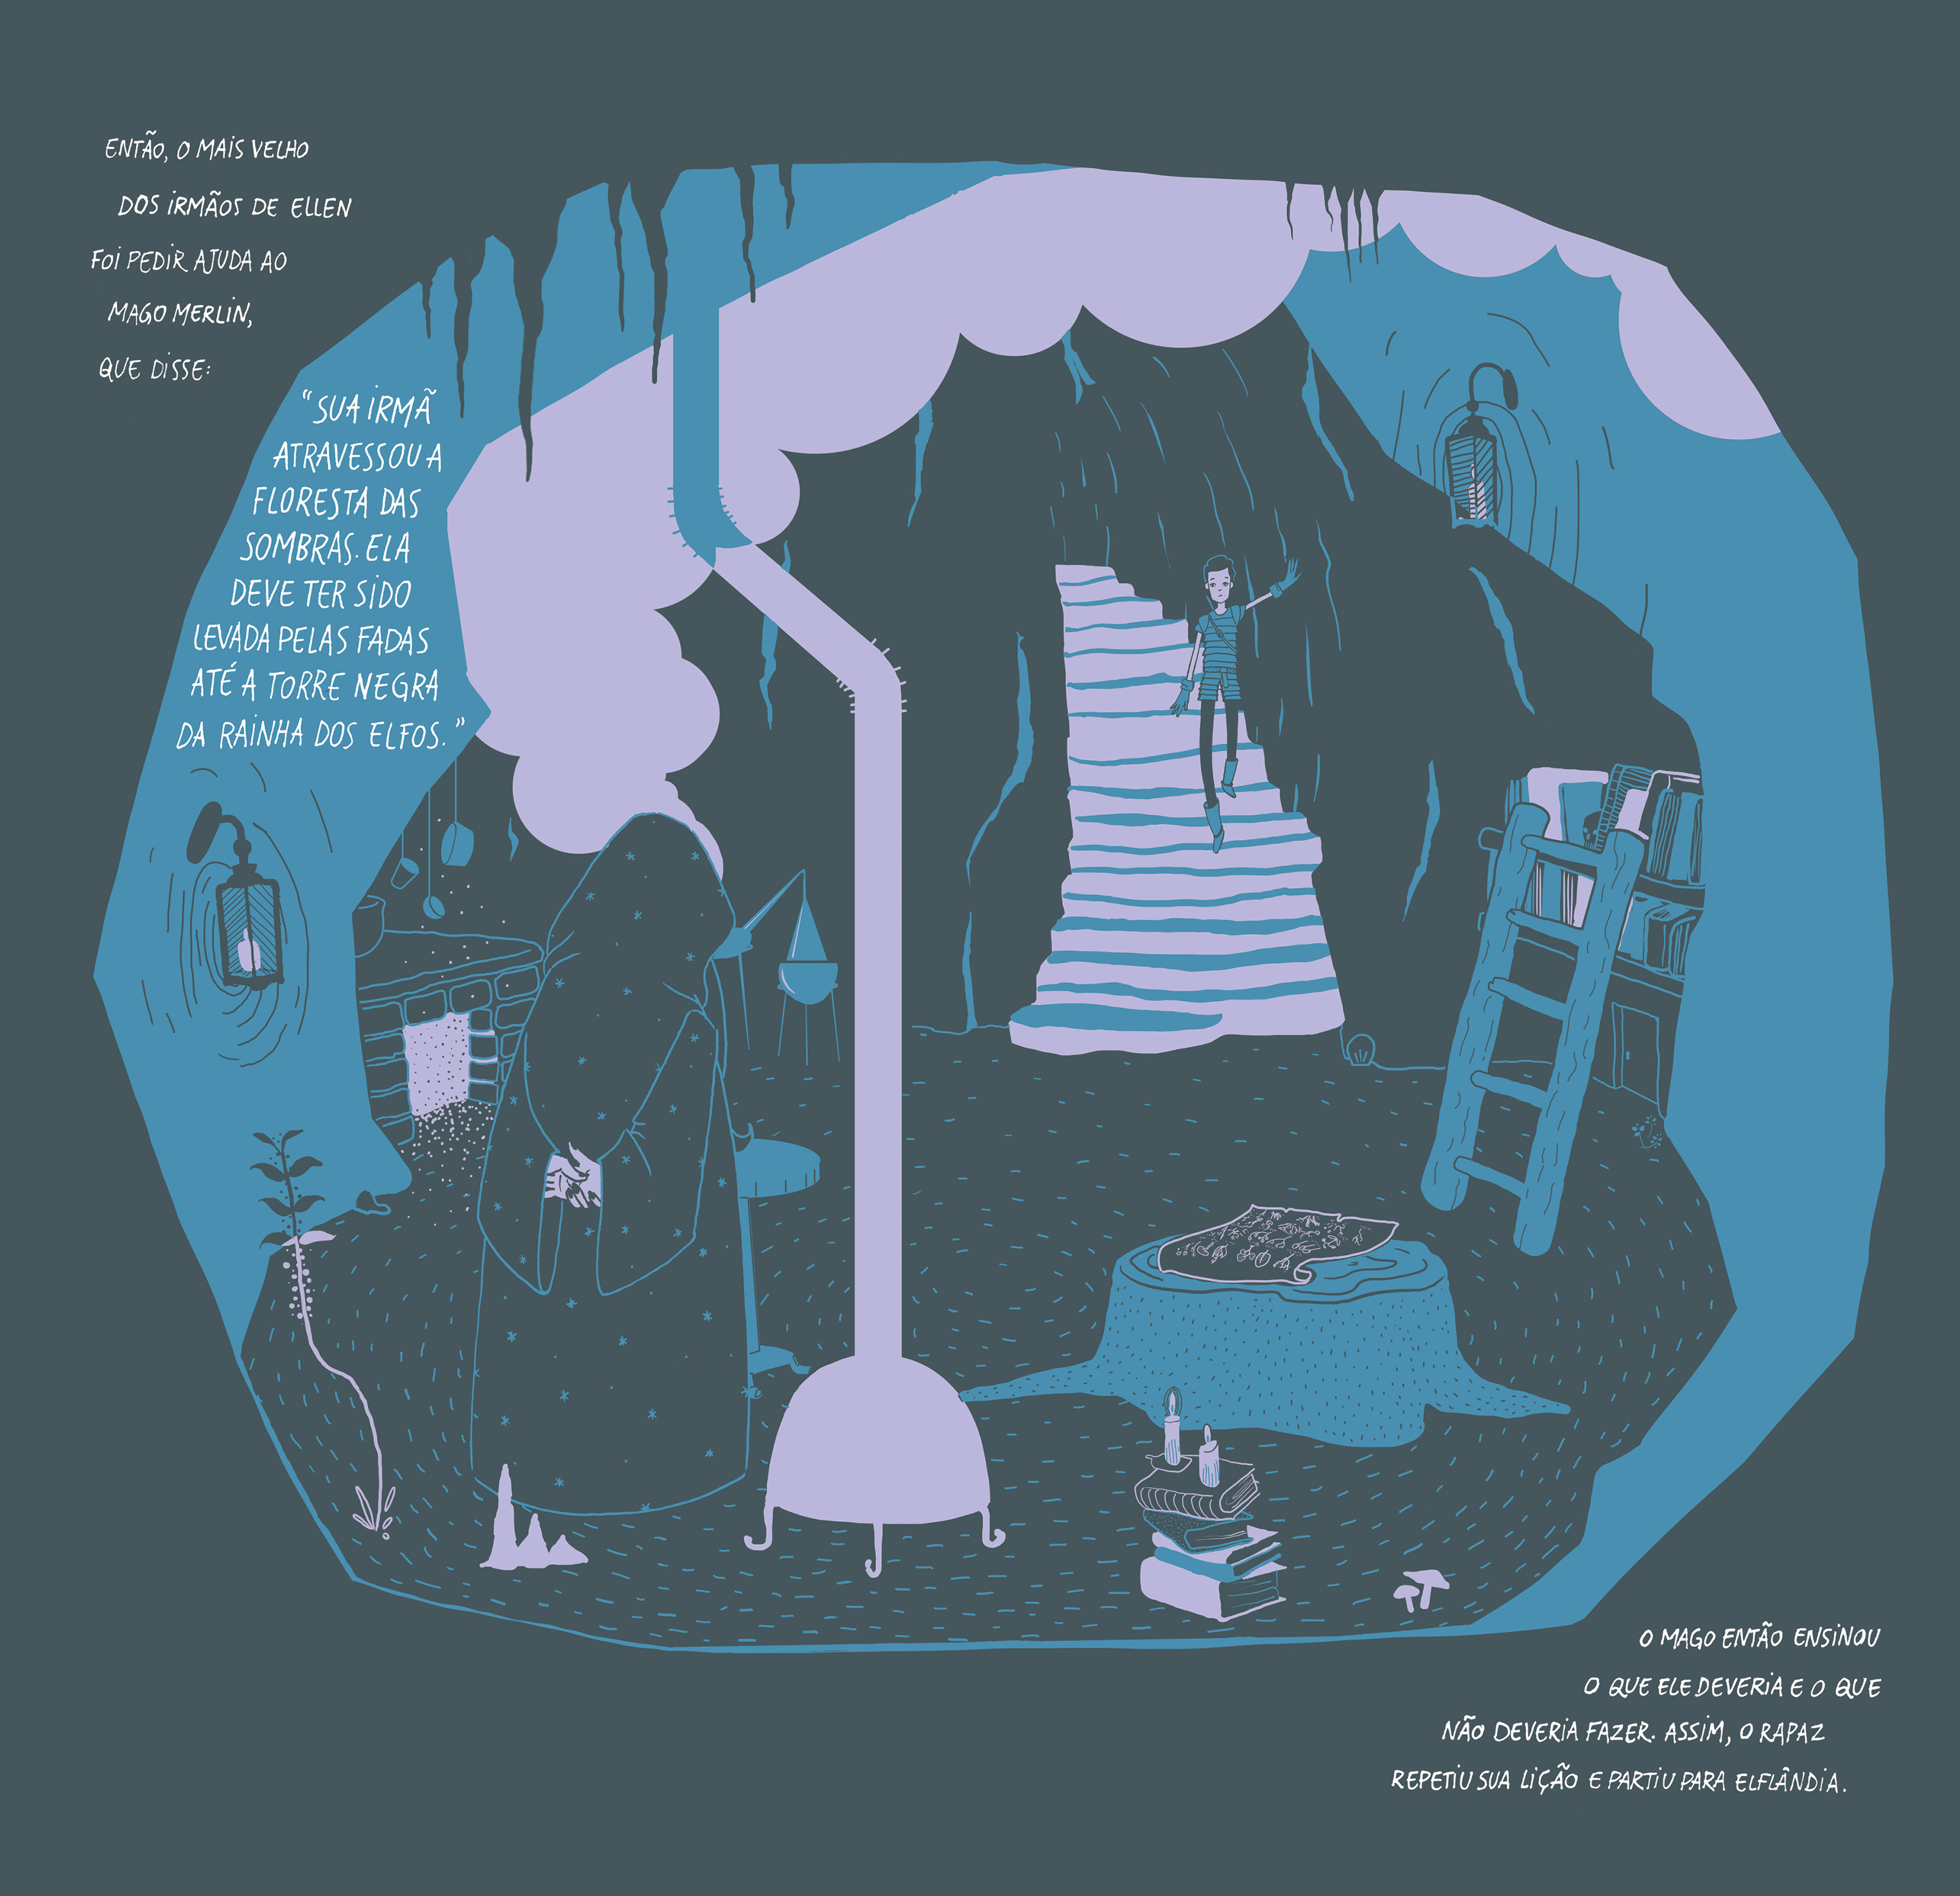 ENTÃO, O MAIS VELHO
DOS IRMÃOS DE ELLEN
FOI PEDIR AJUDA AO
MAGO MERLIN,
QUE DISSE:
“SUA IRMÃ
ATRAVESSOU A
FLORESTA DAS
SOMBRAS. ELA
DEVE TER SIDO
LEVADA PELAS FADAS
ATÉ A TORRE NEGRA
DA RAINHA DOS ELFOS.”
O MAGO ENTÃO ENSINOU
O QUE ELE DEVERIA E O QUE
NÃO DEVERIA FAZER. ASSIM, O RAPAZ
REPETIU SUA LIÇÃO E PARTIU PARA ELFLÂNDIA.